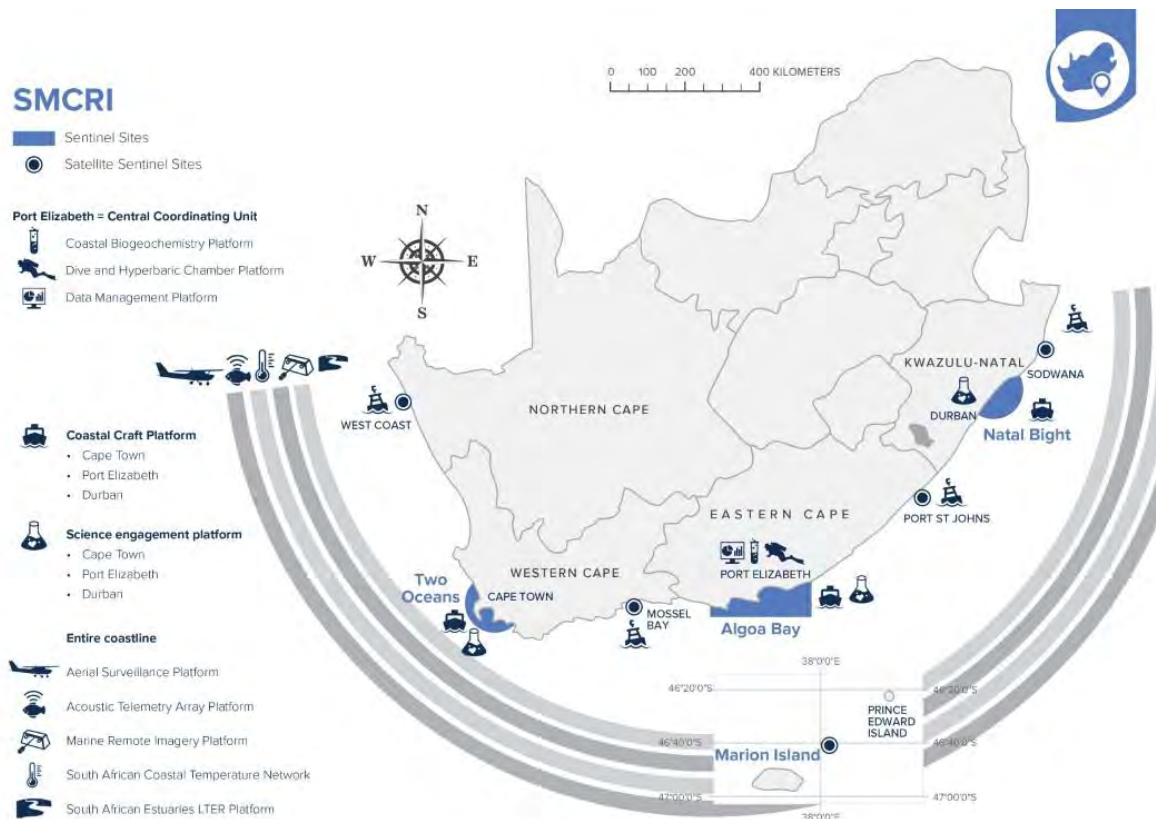 SMCRI
Sentinel Sites
Satellite Sentinel Sites
Port Elizabeth = Central Coordinating Unit
Coastal Biogeochemistry Platform
Dive and Hyperbaric Chamber Platform
Data Management Platform
Coastal Craft Platform
• Cape Town
• Port Elizabeth
• Durban
Science engagement platform
• Cape Town
• Port Elizabeth
• Durban
Entire coastline
Aerial Surveillance Platform
Acoustic Telemetry Array Platform
Marine Remote Imagery Platform
South African Coastal Temperature Network
South African Estuaries LTER Platform
0 100 200 400 KILOMETERS
N
W E
S
KWAZULU-NATAL
SODWANA
DURBAN
Natal Bight
NORTHERN CAPE
WEST COAST
PORT ST JOHNS
EASTERN CAPE
PORT ELIZABETH
WESTERN CAPE
Two
Oceans
CAPE TOWN
MOSSEL
BAY
Algoa Bay
38°0'0"E
46°20'0"S 46°20'0"S
PRINCE
EDWARD
ISLAND
46°40'0"S 46°40'0"S
Marion Island
47°00'0"S 47°00'0"S
38°0'0"E